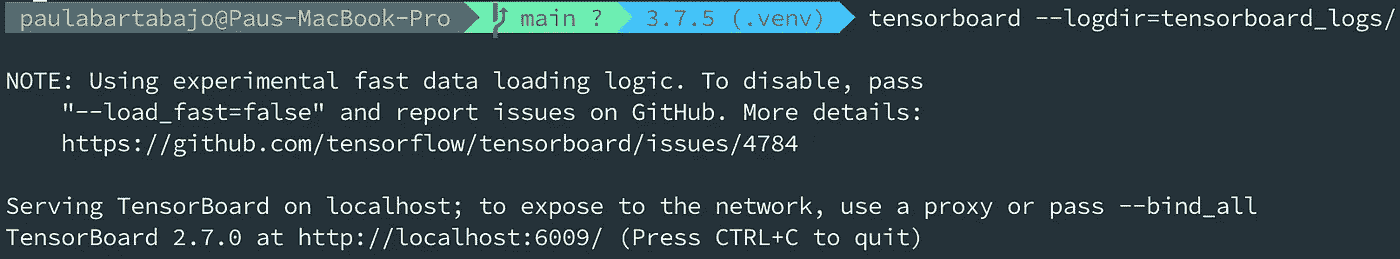 paulabartabajo@Paus-MacBook-Pro main ? 3.7.5 (.venv) tensorboard --logdir=tensorboard_logs/
NOTE: Using experimental fast data loading logic. To disable, pass
"--load_fast=false" and report issues on GitHub. More details:
https://github.com/tensorflow/tensorboard/issues/4784
Serving TensorBoard on localhost; to expose to the network, use a proxy or pass --bind_all
TensorBoard 2.7.0 at http://localhost:6009/ (Press CTRL+C to quit)